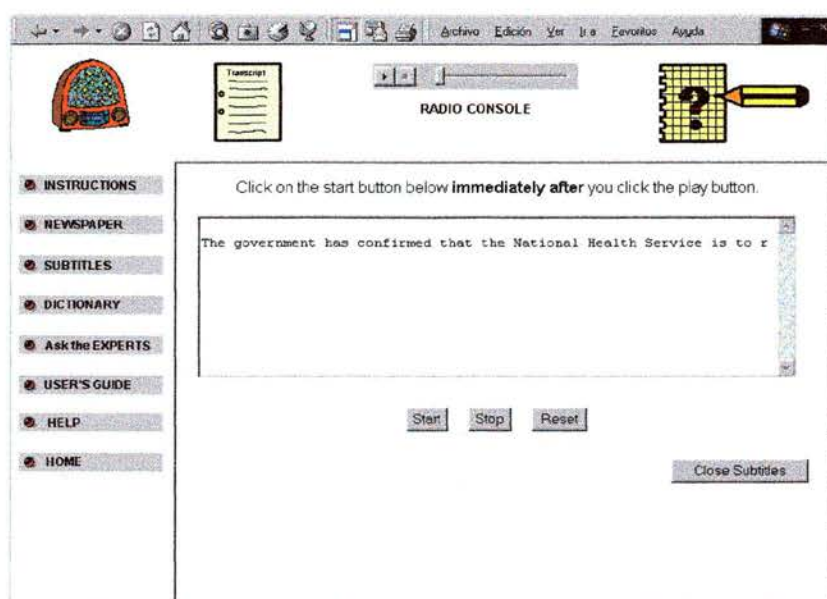 Archivo Edición Ver Ir a Favoritos Ayuda
Transcript
RADIO CONSOLE
INSTRUCTIONS
NEWSPAPER
SUBTITLES
DICTIONARY
Ask the EXPERTS
USER'S GUIDE
HELP
HOME
Click on the start button below immediately after you click the play button.
The government has confirmed that the National Health Service is to r
Start Stop Reset
Close Subtitles